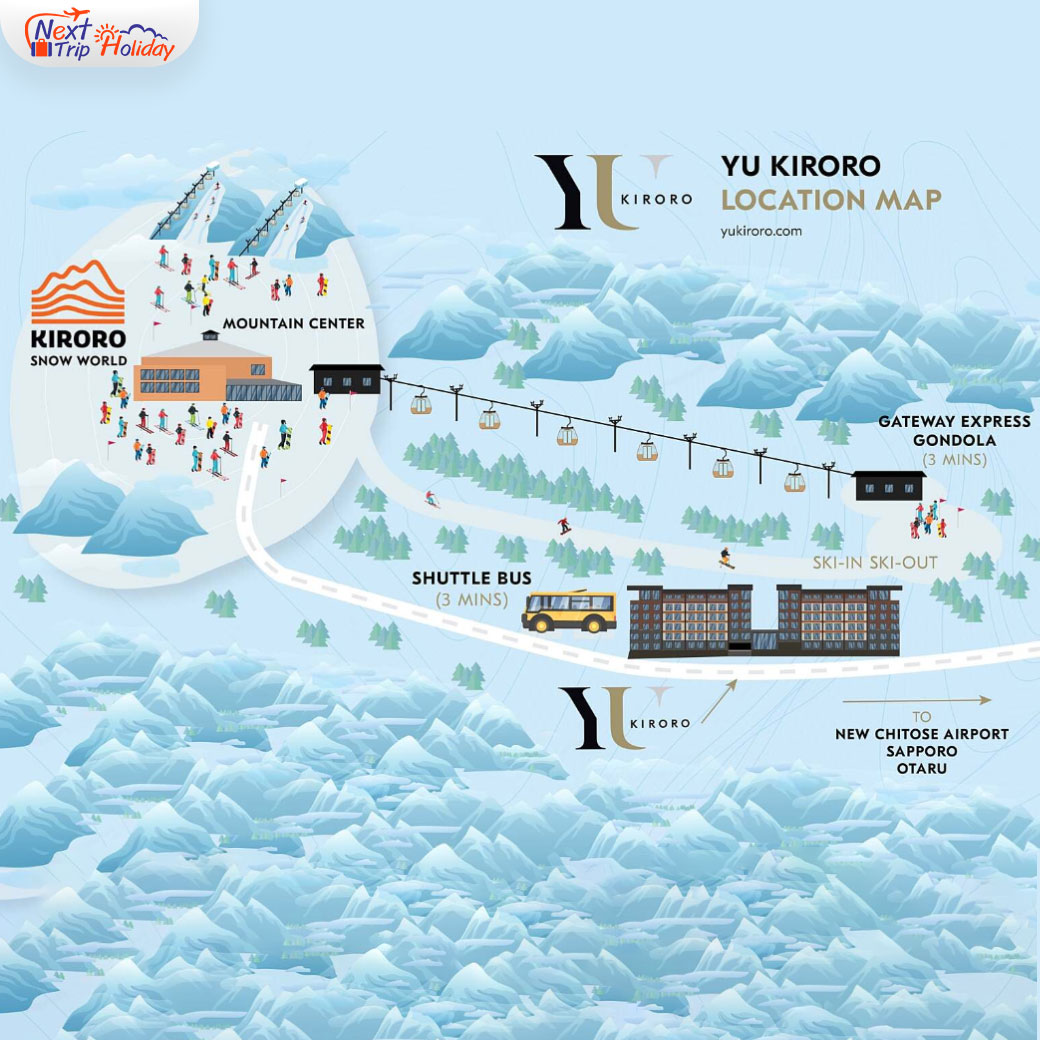 Next
Trip Holiday
YU KIRORO
YU KIRORO
LOCATION MAP
yukiroro.com
KIRORO
SNOW WORLD
MOUNTAIN CENTER
GATEWAY EXPRESS
GONDOLA
(3 MINS)
SKI-IN SKI-OUT
SHUTTLE BUS
(3 MINS)
YU KIRORO
TO
NEW CHITOSE AIRPORT
SAPPORO
OTARU